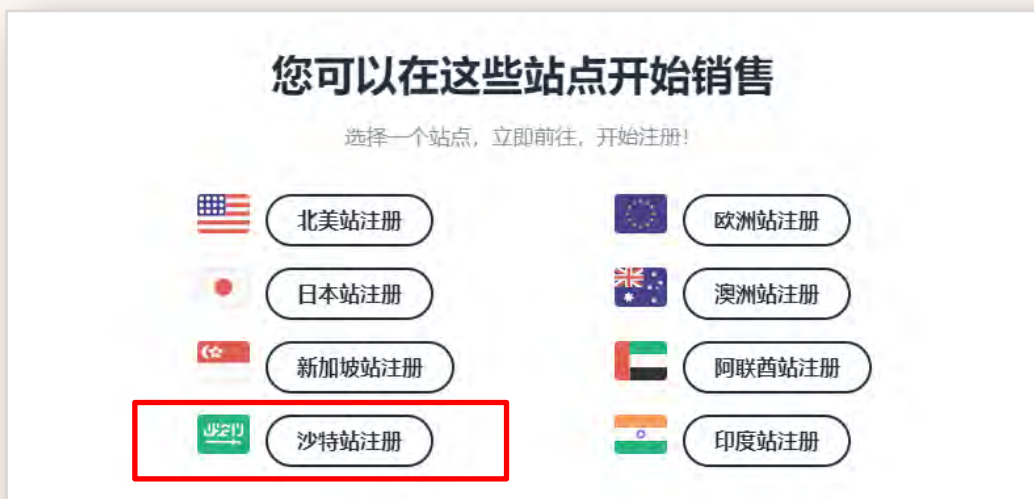 您可以在这些站点开始销售
选择一个站点，立即前往，开始注册！
北美站注册
欧洲站注册
日本站注册
澳洲站注册
新加坡站注册
阿联酋站注册
沙特站注册
印度站注册